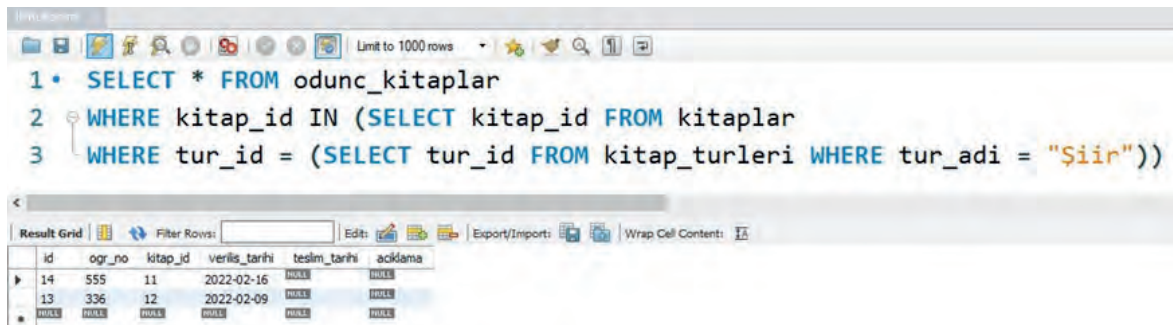 Limit to 1000 rows
1 SELECT * FROM odunc_kitaplar
2 WHERE kitap_id IN (SELECT kitap_id FROM kitaplar
3 WHERE tur_id = (SELECT tur_id FROM kitap_turleri WHERE tur_adi = "Şiir"))
Result Grid Filter Rows: Edit: Export/Import: Wrap Cell Content:
id ogr_no kitap_id verilis_tarihi teslim_tarihi aciklama
14 555 11 2022-02-16 NULL NULL
13 336 12 2022-02-09 NULL NULL
NULL NULL NULL NULL NULL NULL